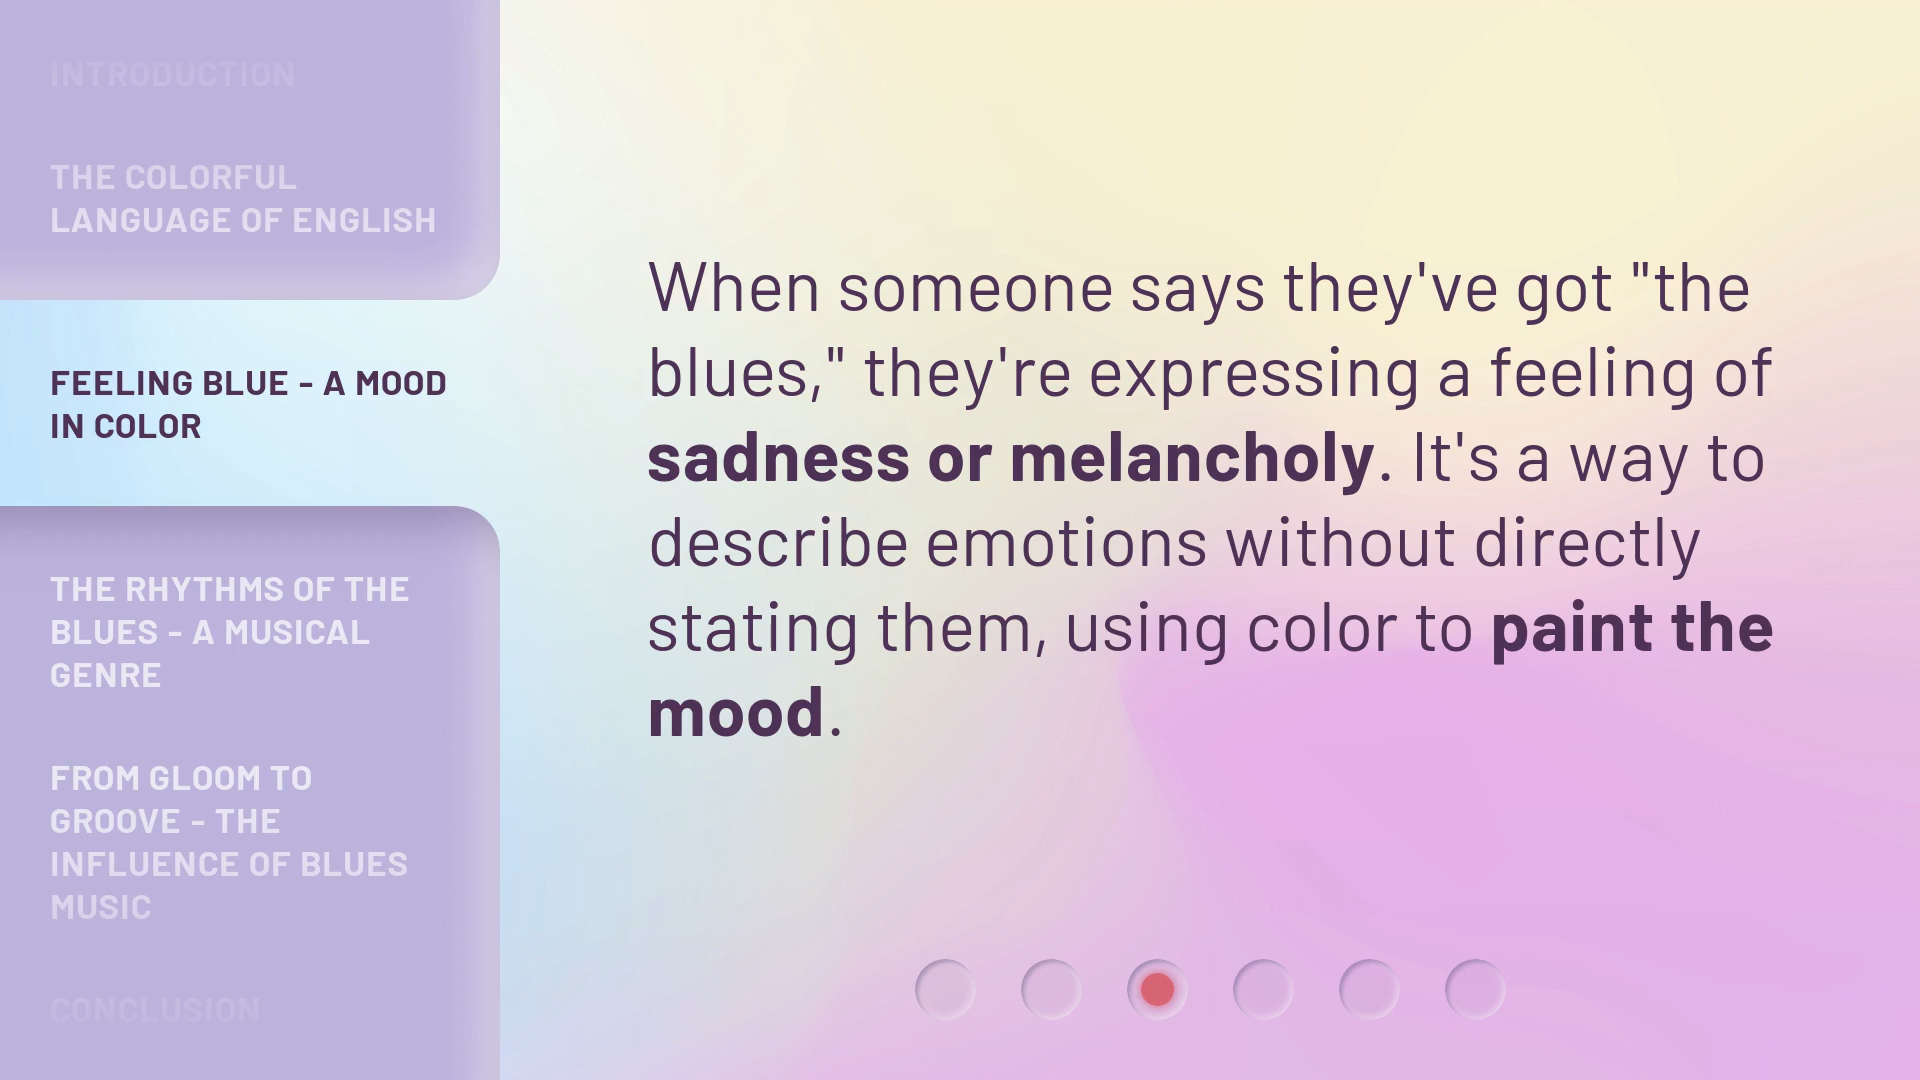 INTRODUCTION
THE COLORFUL
LANGUAGE OF ENGLISH
FEELING BLUE - A MOOD
IN COLOR
THE RHYTHMS OF THE
BLUES - A MUSICAL
GENRE
FROM GLOOM TO
GROOVE - THE
INFLUENCE OF BLUES
MUSIC
CONCLUSION
When someone says they've got "the
blues," they're expressing a feeling of
sadness or melancholy. It's a way to
describe emotions without directly
stating them, using color to paint the
mood.